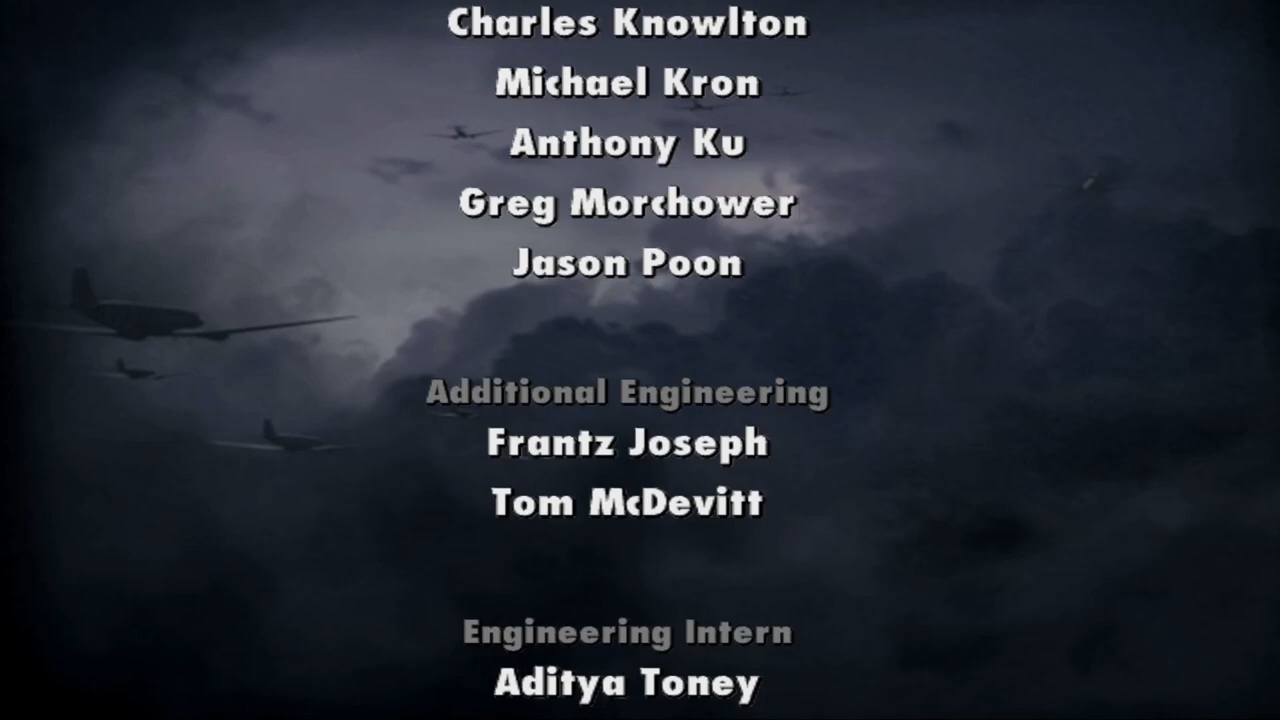 Charles Knowlton
Michael Kron
Anthony Ku
Greg Morchower
Jason Poon
Additional Engineering
Frantz Joseph
Tom McDevitt
Engineering Intern
Aditya Toney